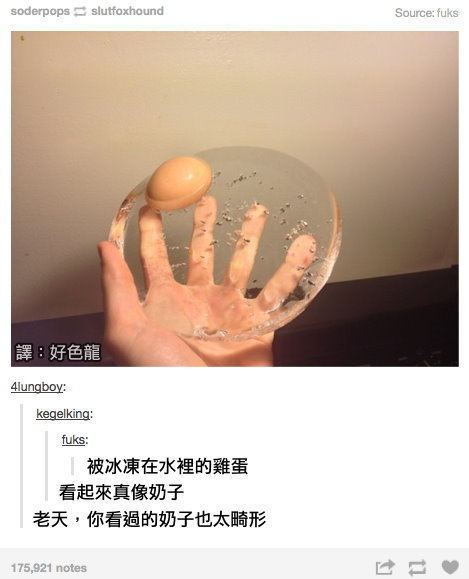 soderpops slutfoxhound
Source: fuks
譯：好色龍
4lungboy:
kegelking:
fuks:
被冰凍在水裡的雞蛋
看起來真像奶子
老天，你看過的奶子也太畸形
175,921 notes